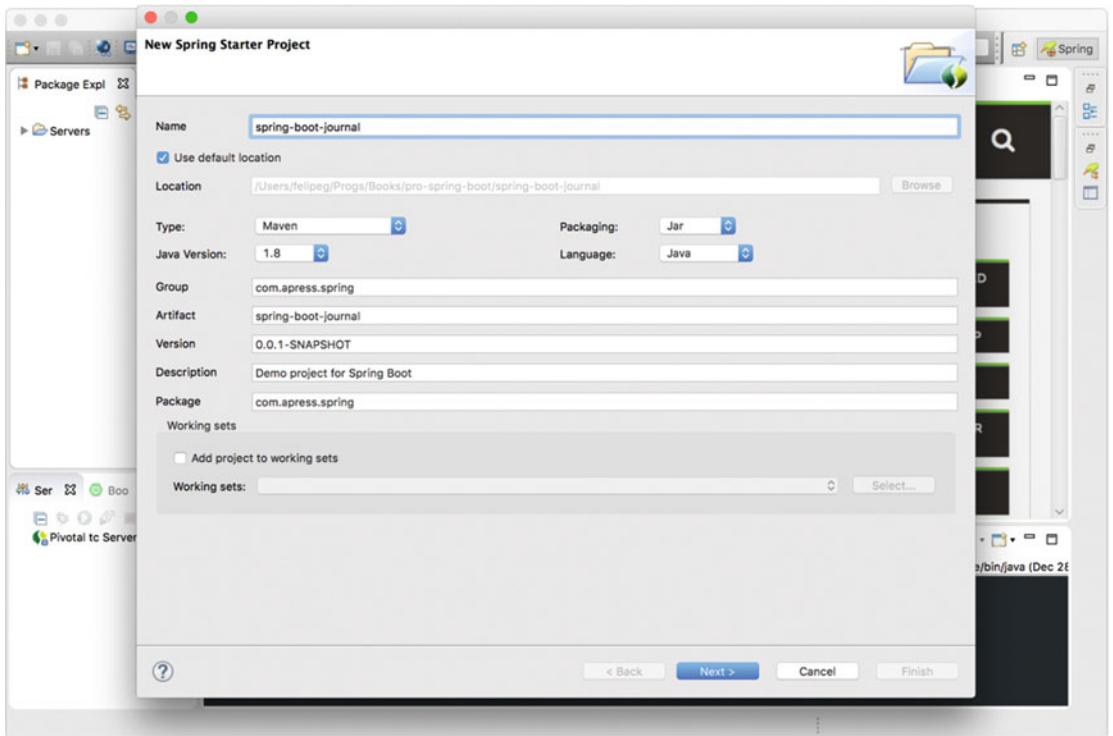 New Spring Starter Project
Spring
Package Expl
Servers
Name spring-boot-journal
Use default location
Location /Users/felipeg/Progs/Books/pro-spring-boot/spring-boot-journal Browse
Type: Maven Packaging: Jar
Java Version: 1.8 Language: Java
Group com.apress.spring
Artifact spring-boot-journal
Version 0.0.1-SNAPSHOT
Description Demo project for Spring Boot
Package com.apress.spring
Working sets
Add project to working sets
Working sets: Select...
Ser Boo
Pivotal tc Server
D
P
R
e/bin/java (Dec 28
? < Back Next > Cancel Finish